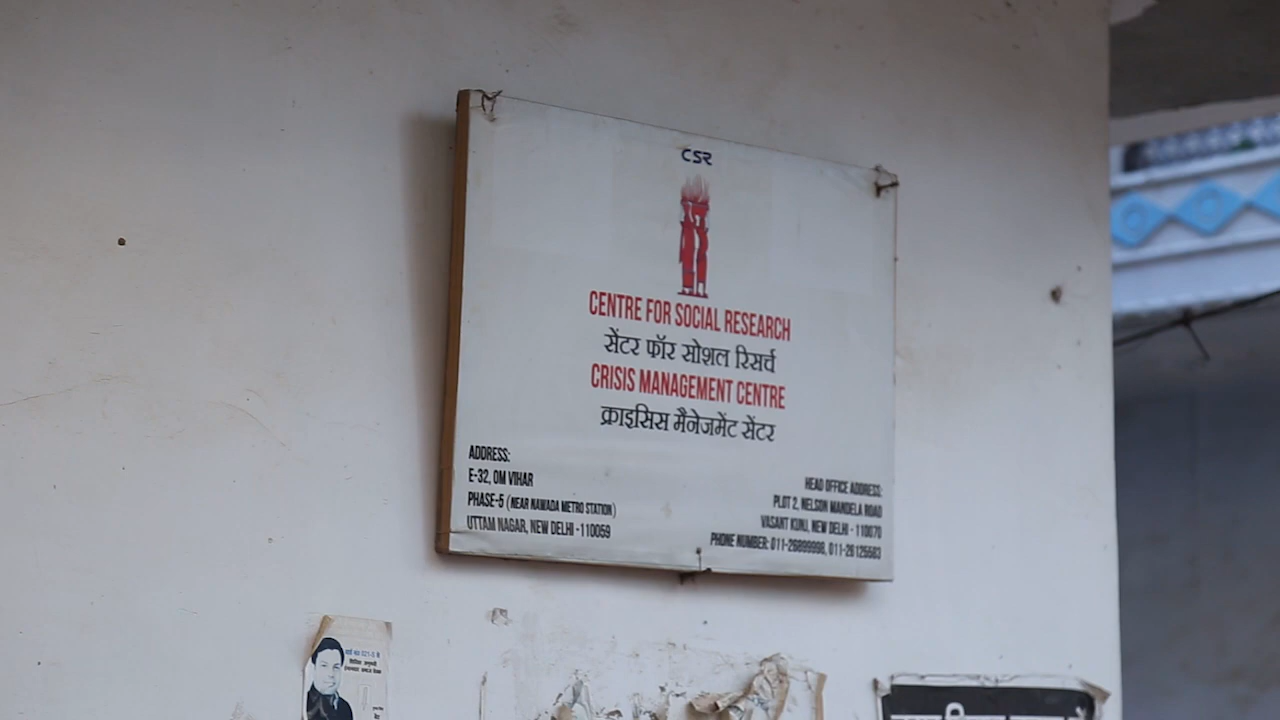 CSR
CENTRE FOR SOCIAL RESEARCH
सेंटर फॉर सोशल रिसर्च
CRISIS MANAGEMENT CENTRE
क्राइसिस मैनेजमेंट सेंटर
ADDRESS:
E-32, OM VIHAR
PHASE-5 (NEAR NAWADA METRO STATION)
UTTAM NAGAR, NEW DELHI -110059
HEAD OFFICE ADDRESS:
PLOT 2, NELSON MANDELA ROAD
VASANT KUNJ, NEW DELHI - 110070
PHONE NUMBER: 011-26899998, 011-26125583